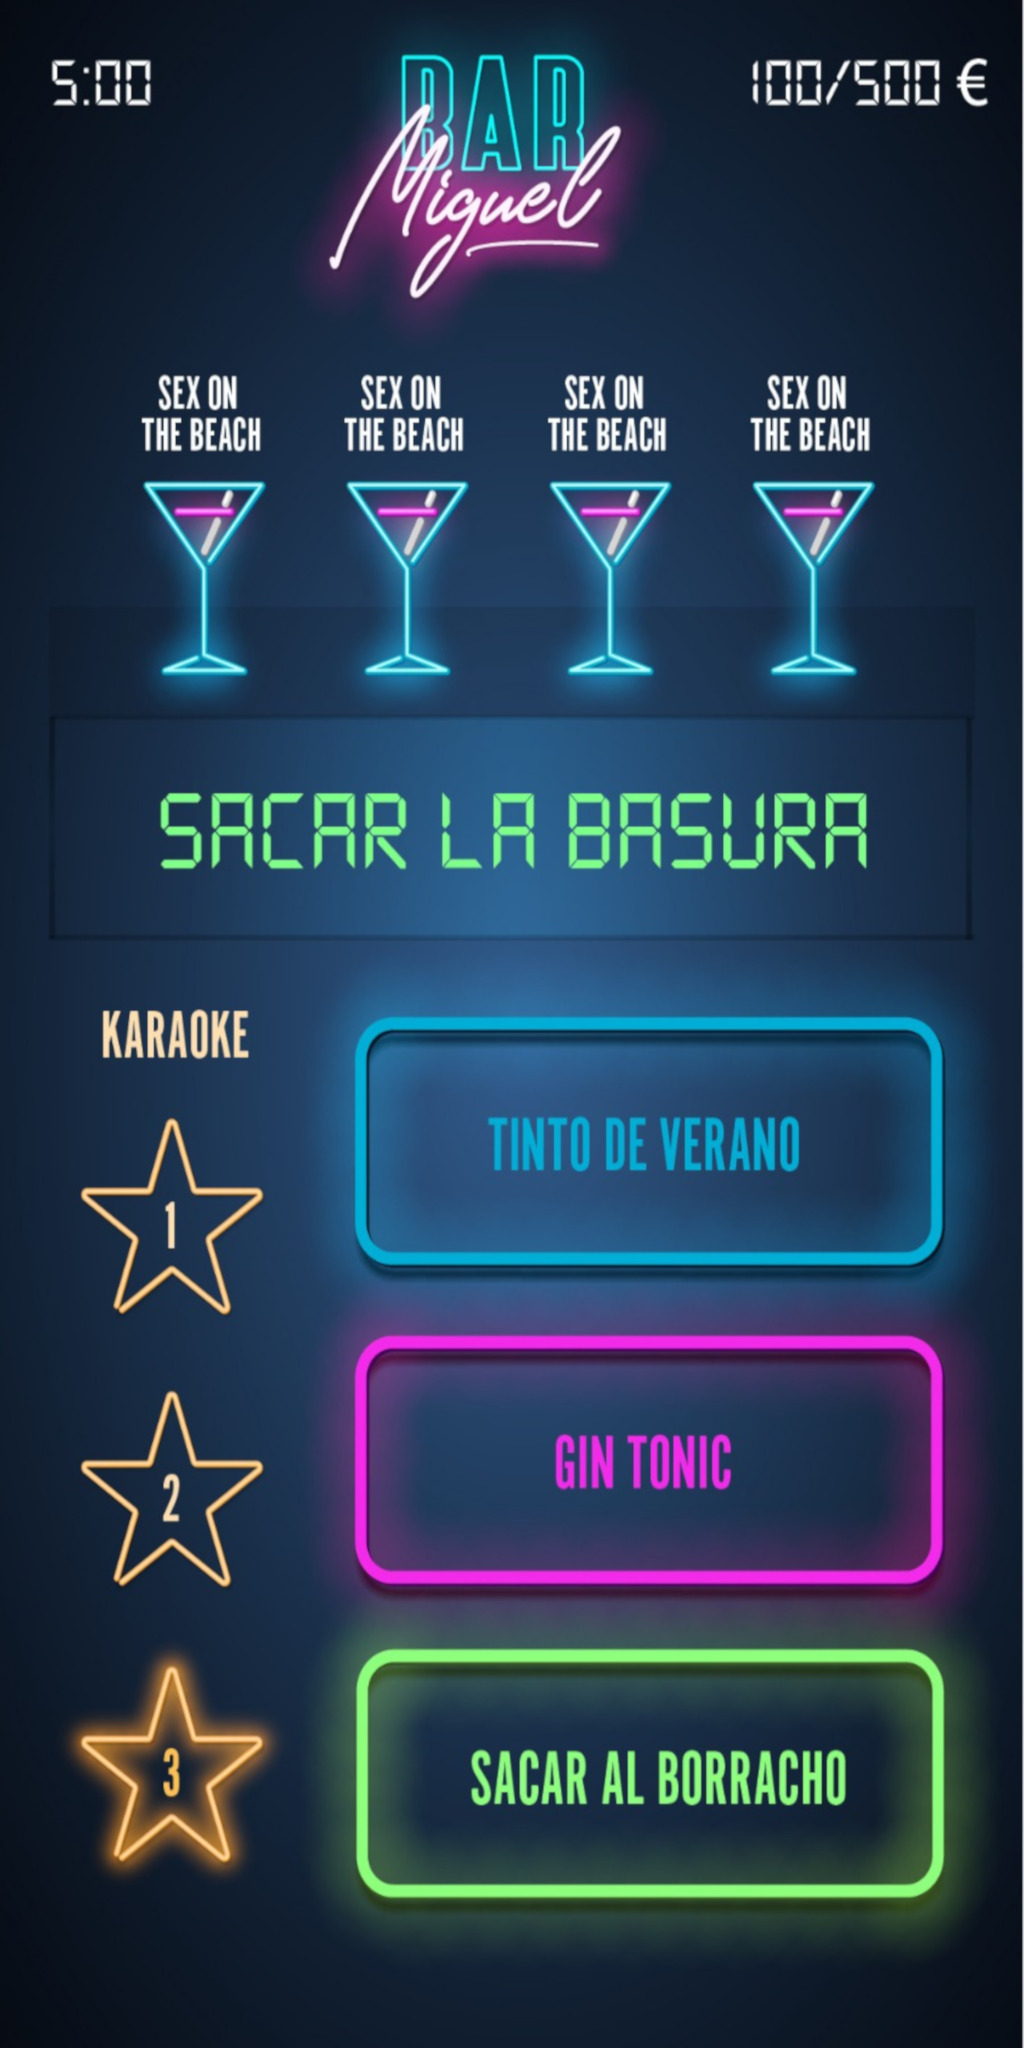 5:00
BAR
Miguel
100/500 €
SEX ON
THE BEACH
SEX ON
THE BEACH
SEX ON
THE BEACH
SEX ON
THE BEACH
SACAR LA BASURA
KARAOKE
1
2
3
TINTO DE VERANO
GIN TONIC
SACAR AL BORRACHO